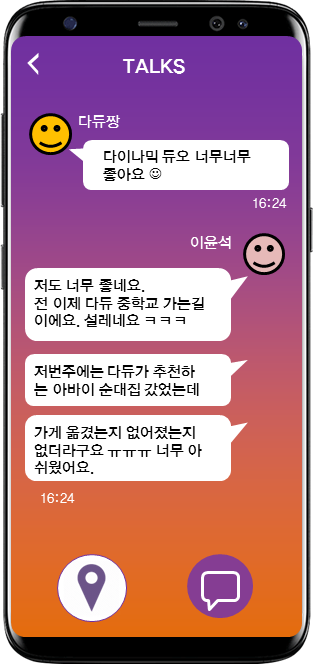 TALKS
다듀짱
다이나믹 듀오 너무너무
좋아요 ☺
16:24
이윤석
저도 너무 좋네요.
전 이제 다듀 중학교 가는길
이에요. 설레네요 ㅋㅋㅋ
저번주에는 다듀가 추천하
는 아바이 순대집 갔었는데
가게 옮겼는지 없어졌는지
없더라구요 ㅠㅠㅠ 너무 아
쉬웠어요.
16:24